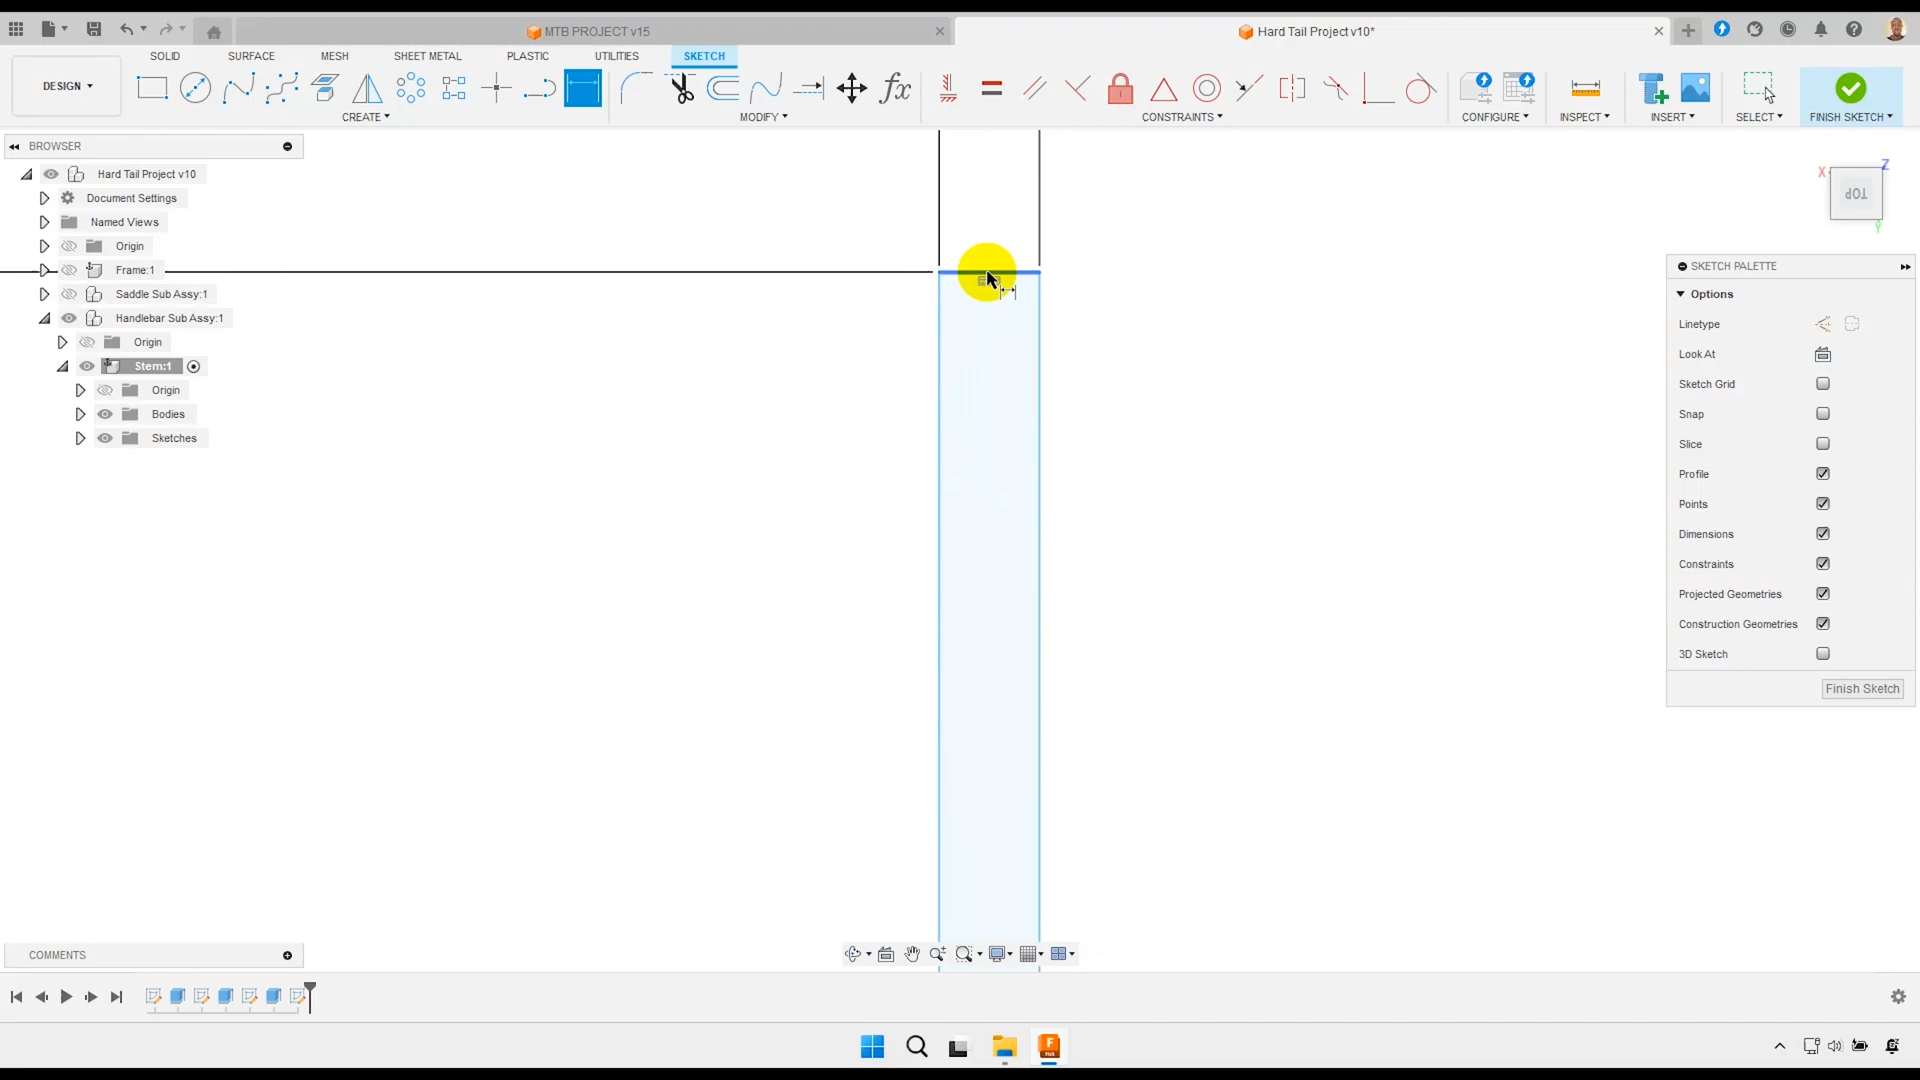 MTB PROJECT v15
Hard Tail Project v10*
SOLID
SURFACE
MESH
SHEET METAL
PLASTIC
UTILITIES
SKETCH
DESIGN
CREATE
MODIFY
CONSTRAINTS
CONFIGURE
INSPECT
INSERT
SELECT
FINISH SKETCH
BROWSER
Hard Tail Project v10
Document Settings
Named Views
Origin
Frame:1
Saddle Sub Assy:1
Handlebar Sub Assy:1
Origin
Stem:1
Origin
Bodies
Sketches
X
Z
TOP
Y
SKETCH PALETTE
Options
Linetype
Look At
Sketch Grid
Snap
Slice
Profile
Points
Dimensions
Constraints
Projected Geometries
Construction Geometries
3D Sketch
Finish Sketch
COMMENTS